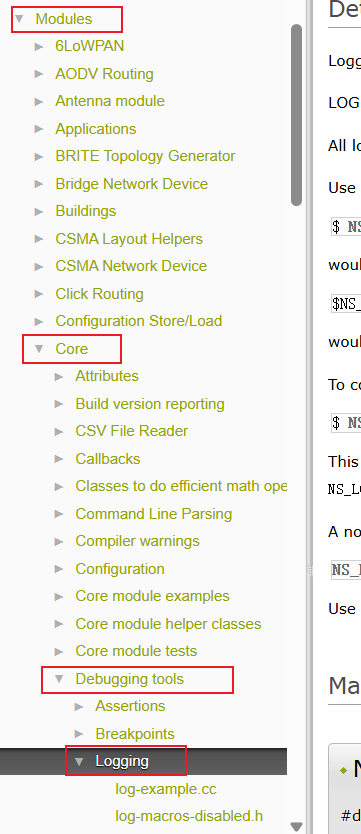 Modules
6LoWPAN
AODV Routing
Antenna module
Applications
BRITE Topology Generator
Bridge Network Device
Buildings
CSMA Layout Helpers
CSMA Network Device
Click Routing
Configuration Store/Load
Core
Attributes
Build version reporting
CSV File Reader
Callbacks
Classes to do efficient math ope
Command Line Parsing
Compiler warnings
Configuration
Core module examples
Core module helper classes
Core module tests
Debugging tools
Assertions
Breakpoints
Logging
log-example.cc
log-macros-disabled.h
Det
Logg
LOG
All lo
Use
$ NS
woul
$NS_
woul
To co
$ NS
This
NS_LO
A no
NS_
Use
Ma
#d